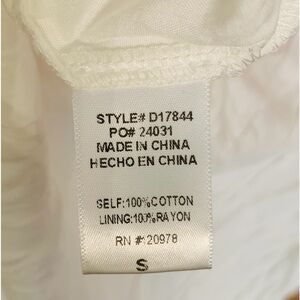 STYLE# D17844
PO# 24031
MADE IN CHINA
HECHO EN CHINA
SELF:100%COTTON
LINING:100%RAYON
RN #:20978
S